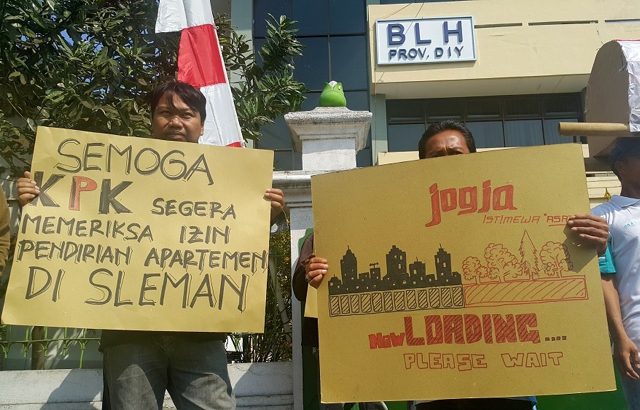 BLH
PROV. DIY
SEMOGA
KPK SEGERA
MEMERIKSA IZIN
PENDIRIAN APARTEMEN
DI SLEMAN
jogja
ISTIMEWA
Now LOADING....
PLEASE WAIT